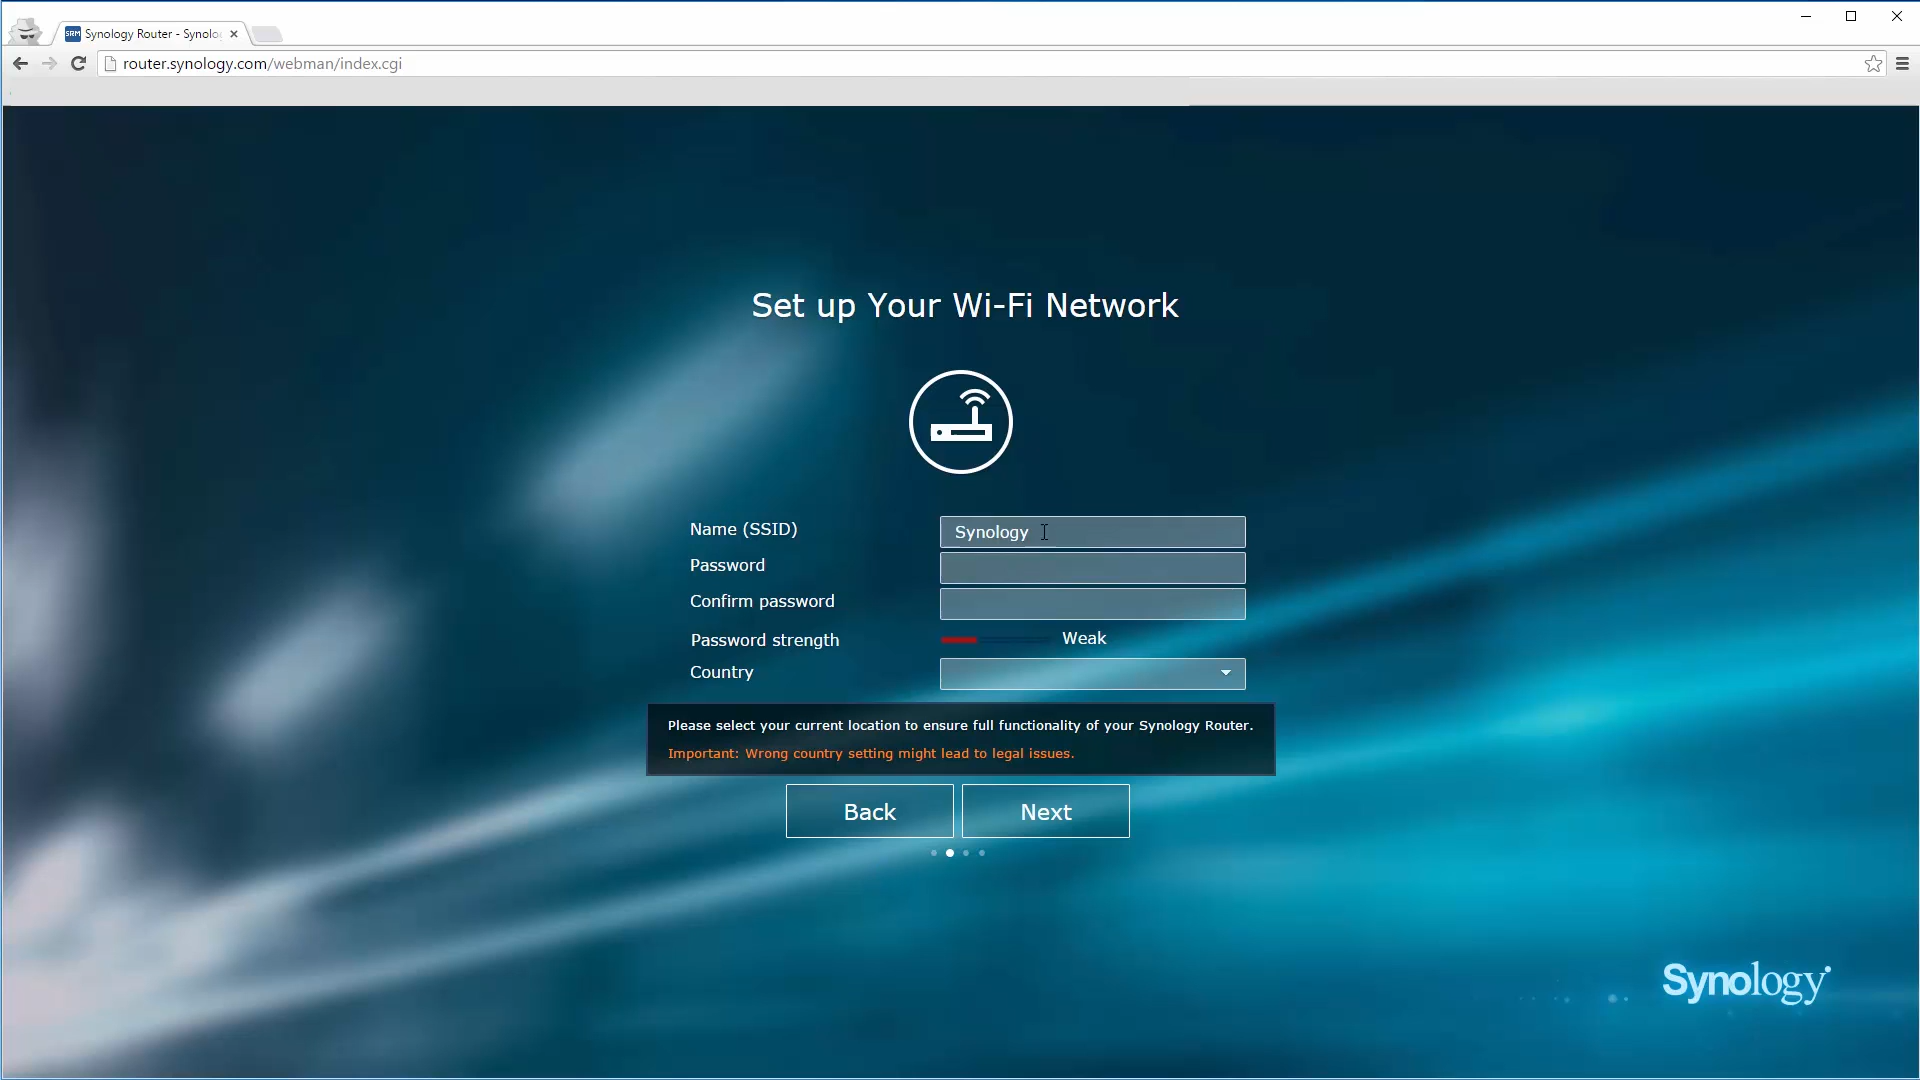 SRM Synology Router - Synolo
router.synology.com/webman/index.cgi
Set up Your Wi-Fi Network
Name (SSID) Synology
Password
Confirm password
Password strength Weak
Country
Please select your current location to ensure full functionality of your Synology Router.
Important: Wrong country setting might lead to legal issues.
Back Next
Synology